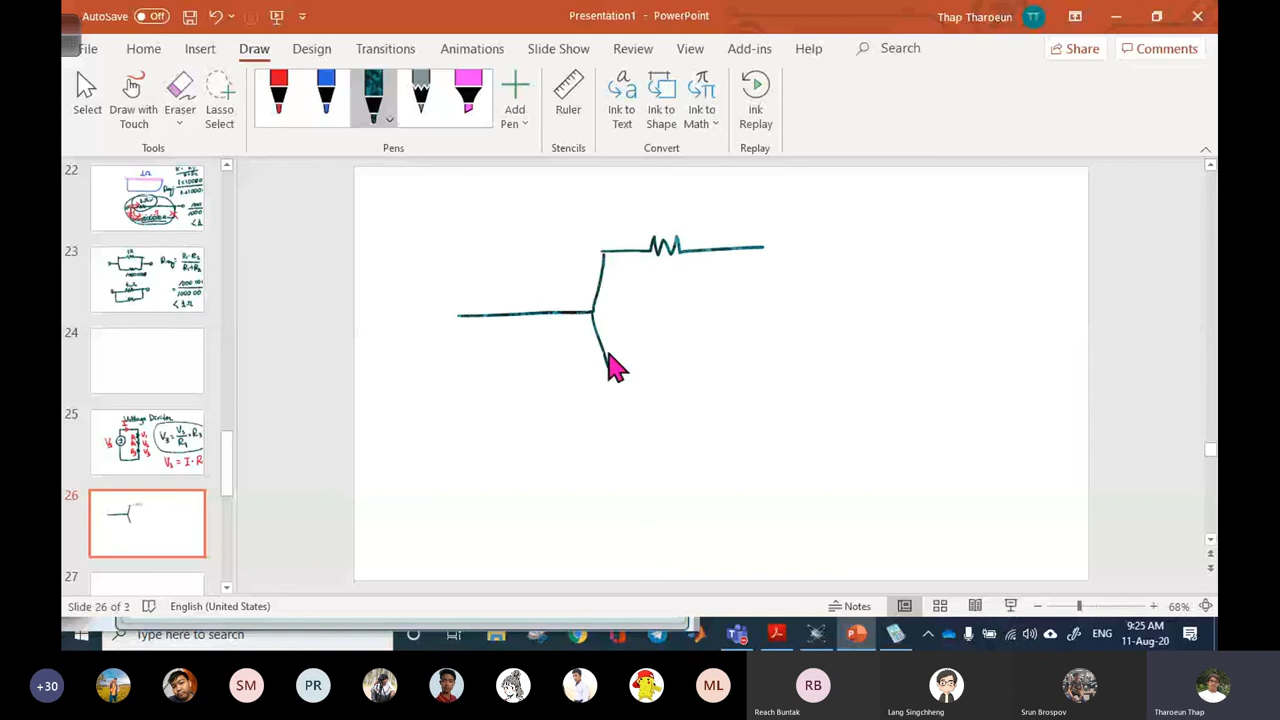 AutoSave Off
Presentation1 - PowerPoint
Thap Tharoeun TT
File Home Insert Draw Design Transitions Animations Slide Show Review View Add-ins Help Search
Share Comments
Select
Draw with Touch
Eraser
Lasso Select
Add Pen
Ruler
Ink to Text
Ink to Shape
Ink to Math
Ink Replay
Tools Pens Stencils Convert Replay
22
23
24
25
Voltage Divider
26
27
Slide 26 of 3
English (United States)
Notes
68%
Type here to search
ENG
9:25 AM
11-Aug-20
+30
SM
PR
ML
RB
Reach Buntak
Lang Singchheng
Srun Brospov
Tharoeun Thap